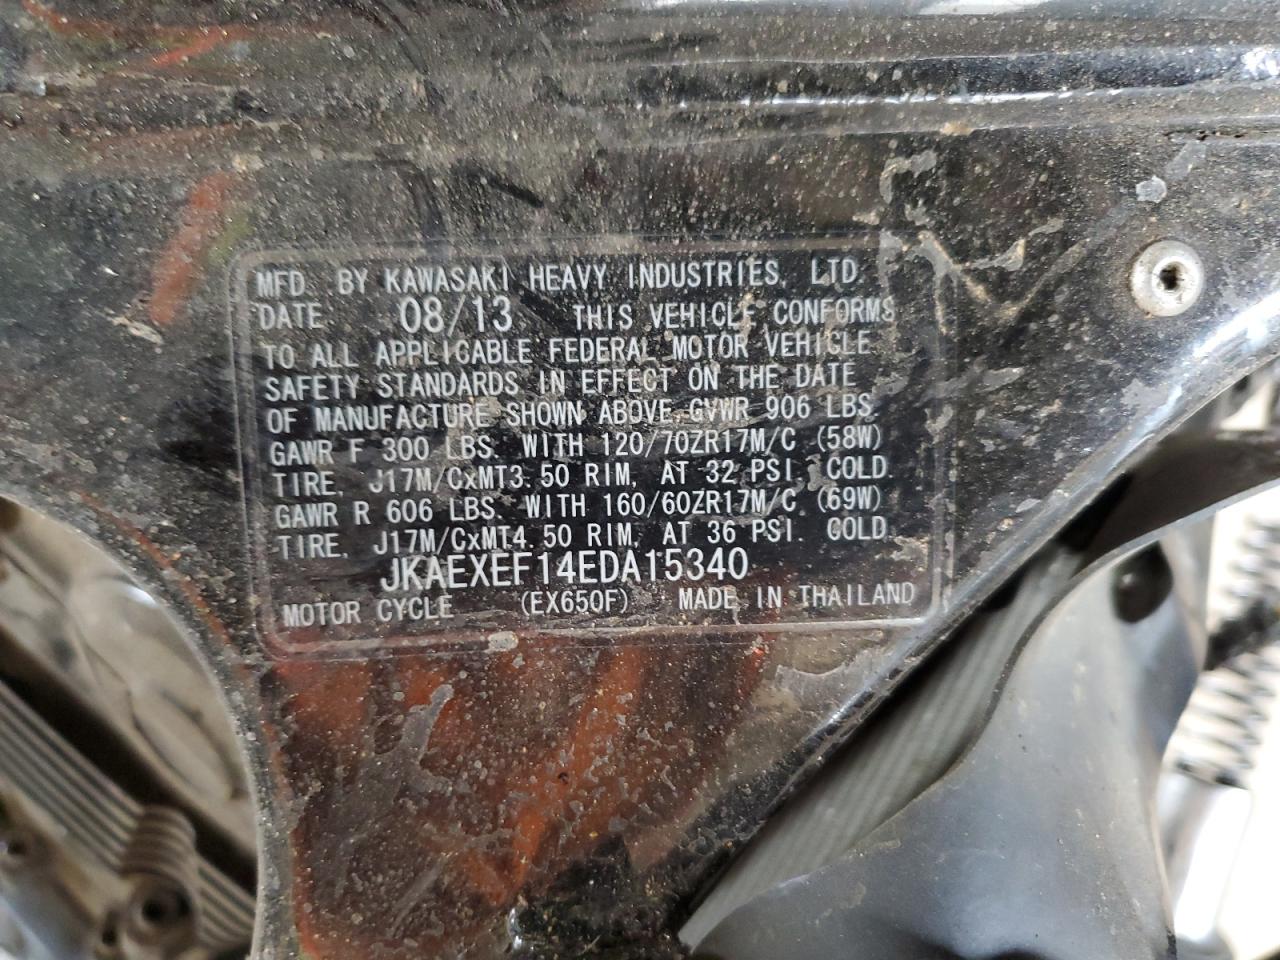 MFD. BY KAWASAKI HEAVY INDUSTRIES, LTD.
DATE 08/13 THIS VEHICLE CONFORMS
TO ALL APPLICABLE FEDERAL MOTOR VEHICLE
SAFETY STANDARDS IN EFFECT ON THE DATE
OF MANUFACTURE SHOWN ABOVE. GVWR 906 LBS.
GAWR F 300 LBS. WITH 120/70ZR17M/C (58W)
TIRE, J17M/CxMT3.50 RIM, AT 32 PSI. COLD.
GAWR R 606 LBS. WITH 160/60ZR17M/C (69W)
TIRE, J17M/CxMT4.50 RIM, AT 36 PSI. COLD.
JKAEXEF14EDA15340
MOTOR CYCLE (EX650F) MADE IN THAILAND